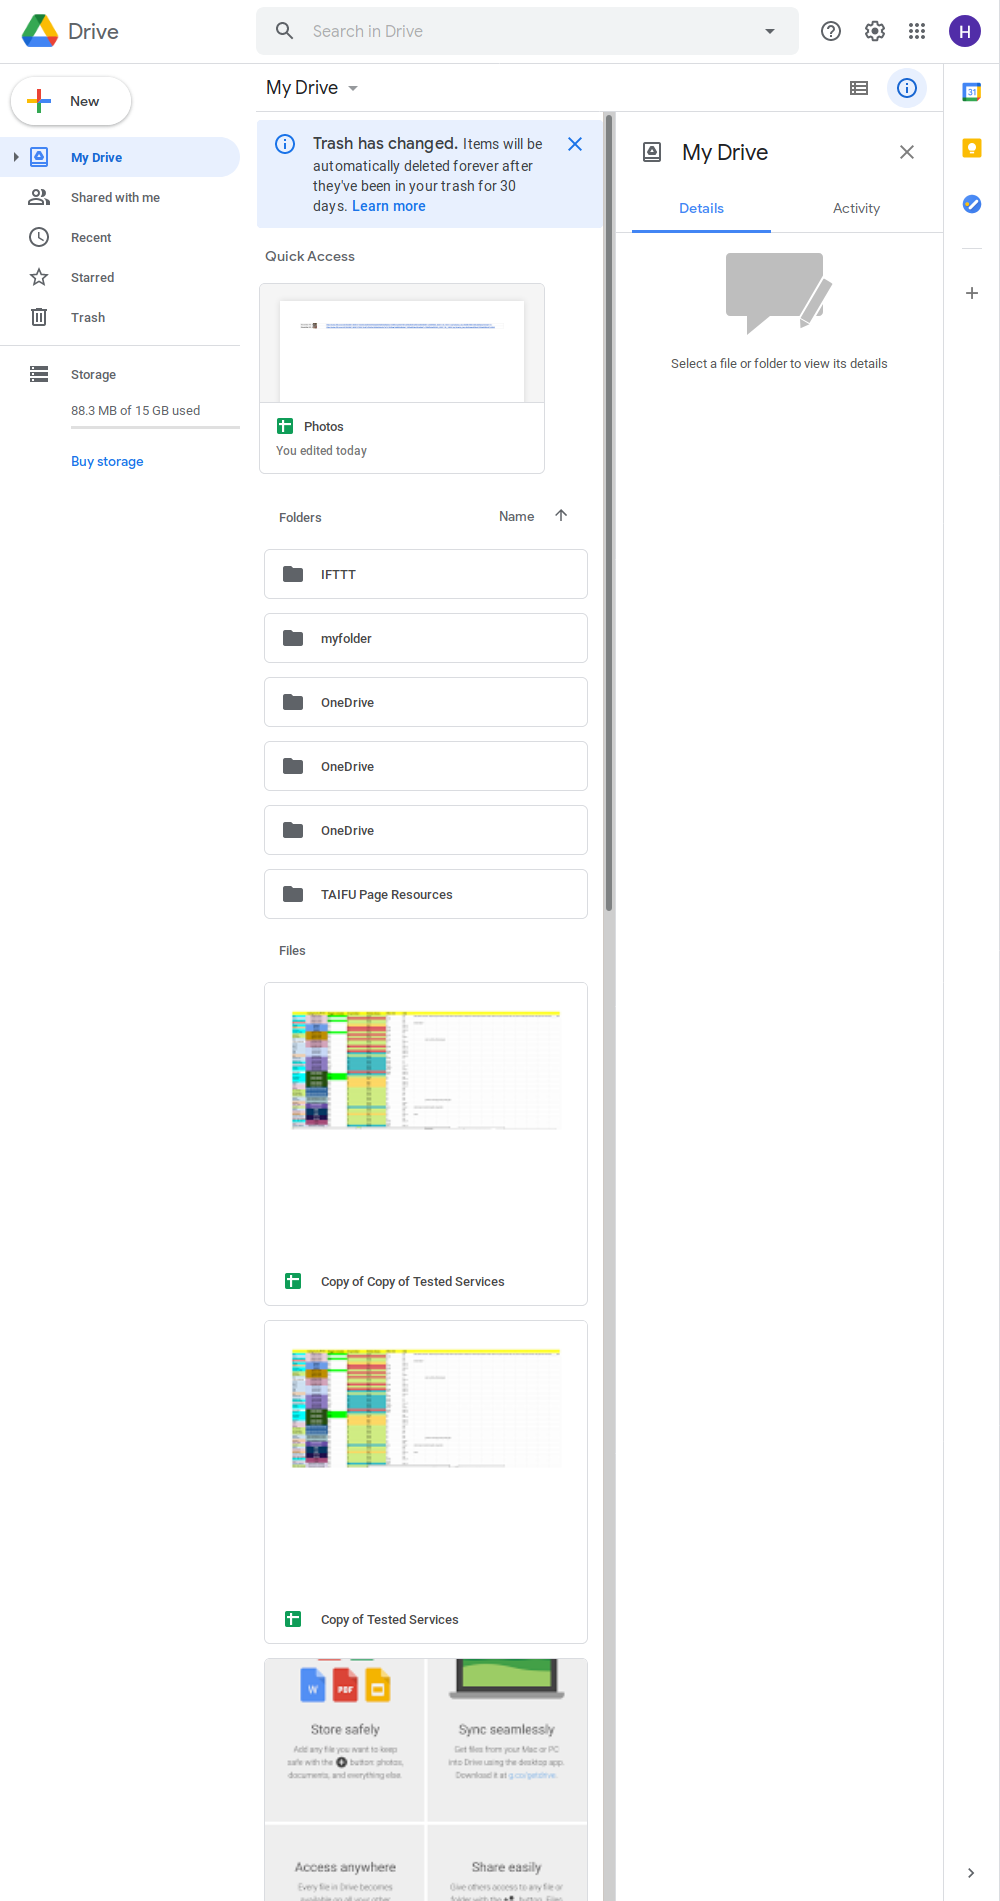 Drive
Search in Drive
H
New
My Drive
Shared with me
Recent
Starred
Trash
Storage
88.3 MB of 15 GB used
Buy storage
My Drive
Trash has changed. Items will be
automatically deleted forever after
they've been in your trash for 30
days. Learn more
Quick Access
Photos
You edited today
Folders
Name
IFTTT
myfolder
OneDrive
OneDrive
OneDrive
TAIFU Page Resources
Files
Copy of Copy of Tested Services
Copy of Tested Services
W
PDF
Store safely
Add any file you want to keep
safe with the + button: photos,
documents, and everything else.
Sync seamlessly
Get files from your Mac or PC
into Drive using the desktop app.
Download it at g.co/getdrive.
Access anywhere
Every file in Drive becomes
available on all your other
Share easily
Give others access to any file or
folder with the button. Files
My Drive
Details
Activity
Select a file or folder to view its details
31